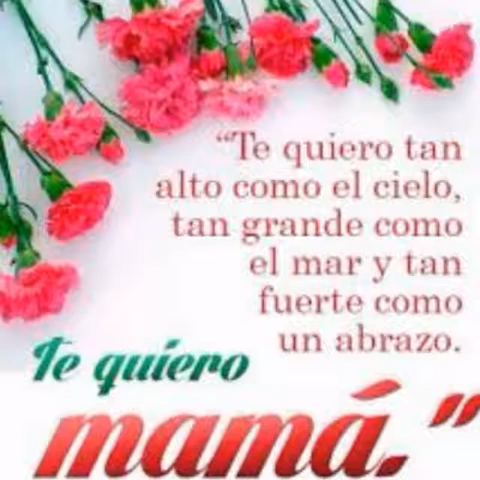 “Te quiero tan
alto como el cielo,
tan grande como
el mar y tan
fuerte como
un abrazo.
Te quiero
mamá.”